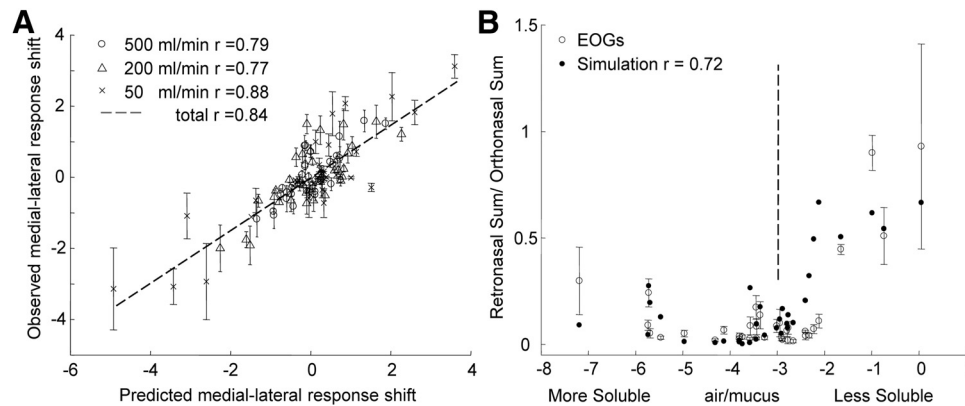 A
B
Observed medial-lateral response shift
4
2
0
-2
-4
500 ml/min r =0.79
200 ml/min r =0.77
50 ml/min r =0.88
total r =0.84
-6
-4
-2
0
2
4
Predicted medial-lateral response shift
Retronasal Sum/ Orthonasal Sum
1.5
1
0.5
0
EOGs
Simulation r = 0.72
-8
-7
-6
-5
-4
-3
-2
-1
0
More Soluble
air/mucus
Less Soluble